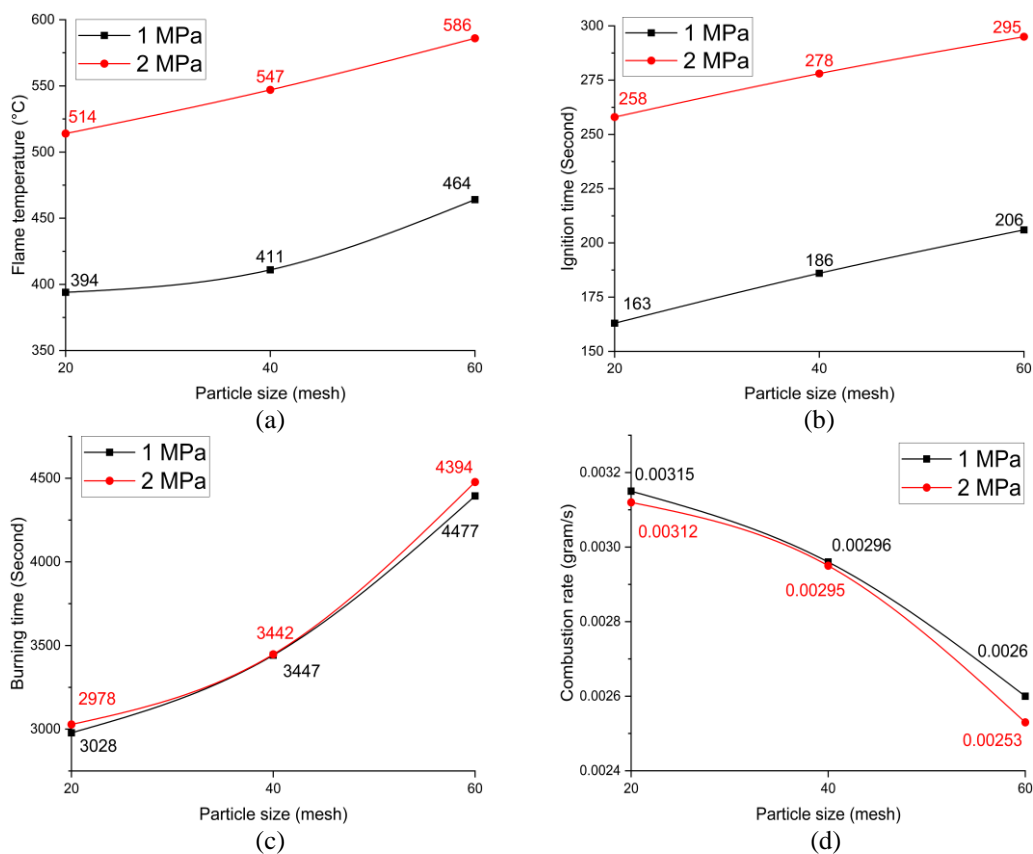 600
550
500
450
400
350
Flame temperature (°C)
1 MPa
2 MPa
514
547
586
394
411
464
20
40
60
Particle size (mesh)
(a)
300
275
250
225
200
175
150
Ignition time (Second)
1 MPa
2 MPa
258
278
295
163
186
206
20
40
60
Particle size (mesh)
(b)
4500
4000
3500
3000
Burning time (Second)
1 MPa
2 MPa
2978
3442
4394
3028
3447
4477
20
40
60
Particle size (mesh)
(c)
0.0032
0.0030
0.0028
0.0026
0.0024
Combustion rate (gram/s)
1 MPa
2 MPa
0.00315
0.00296
0.0026
0.00312
0.00295
0.00253
20
40
60
Particle size (mesh)
(d)